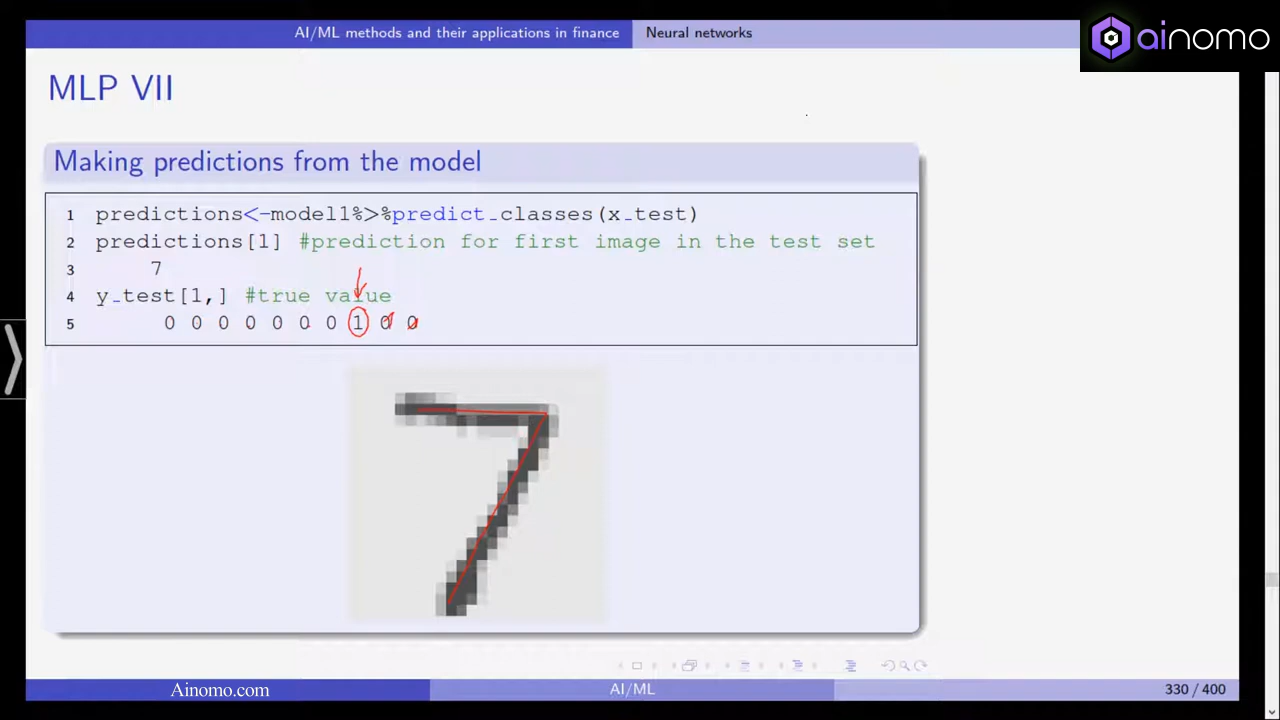 AI/ML methods and their applications in finance Neural networks
ainomo
MLP VII
Making predictions from the model
1 predictions<-model1%>%predict_classes(x_test)
2 predictions[1] #prediction for first image in the test set
3 7
4 y_test[1,] #true value
5 0 0 0 0 0 0 0 1 0 0
7
Ainomo.com AI/ML 330 / 400